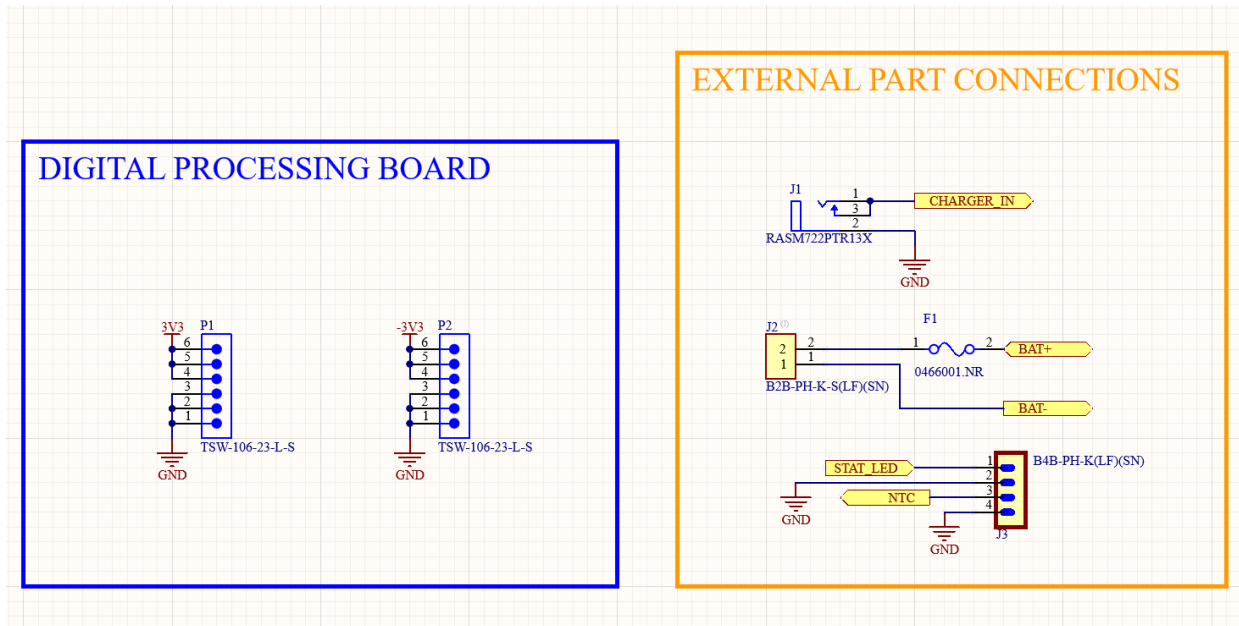 EXTERNAL PART CONNECTIONS
DIGITAL PROCESSING BOARD
J1
1
3
2
CHARGER_IN
RASM722PTR13X
GND
3V3
P1
6
5
4
3
2
1
TSW-106-23-L-S
GND
-3V3
P2
6
5
4
3
2
1
TSW-106-23-L-S
GND
J2
2
1
2
1
B2B-PH-K-S(LF)(SN)
F1
1
2
0466001.NR
BAT+
BAT-
STAT_LED
1
2
3
4
B4B-PH-K(LF)(SN)
NTC
GND
GND
J3